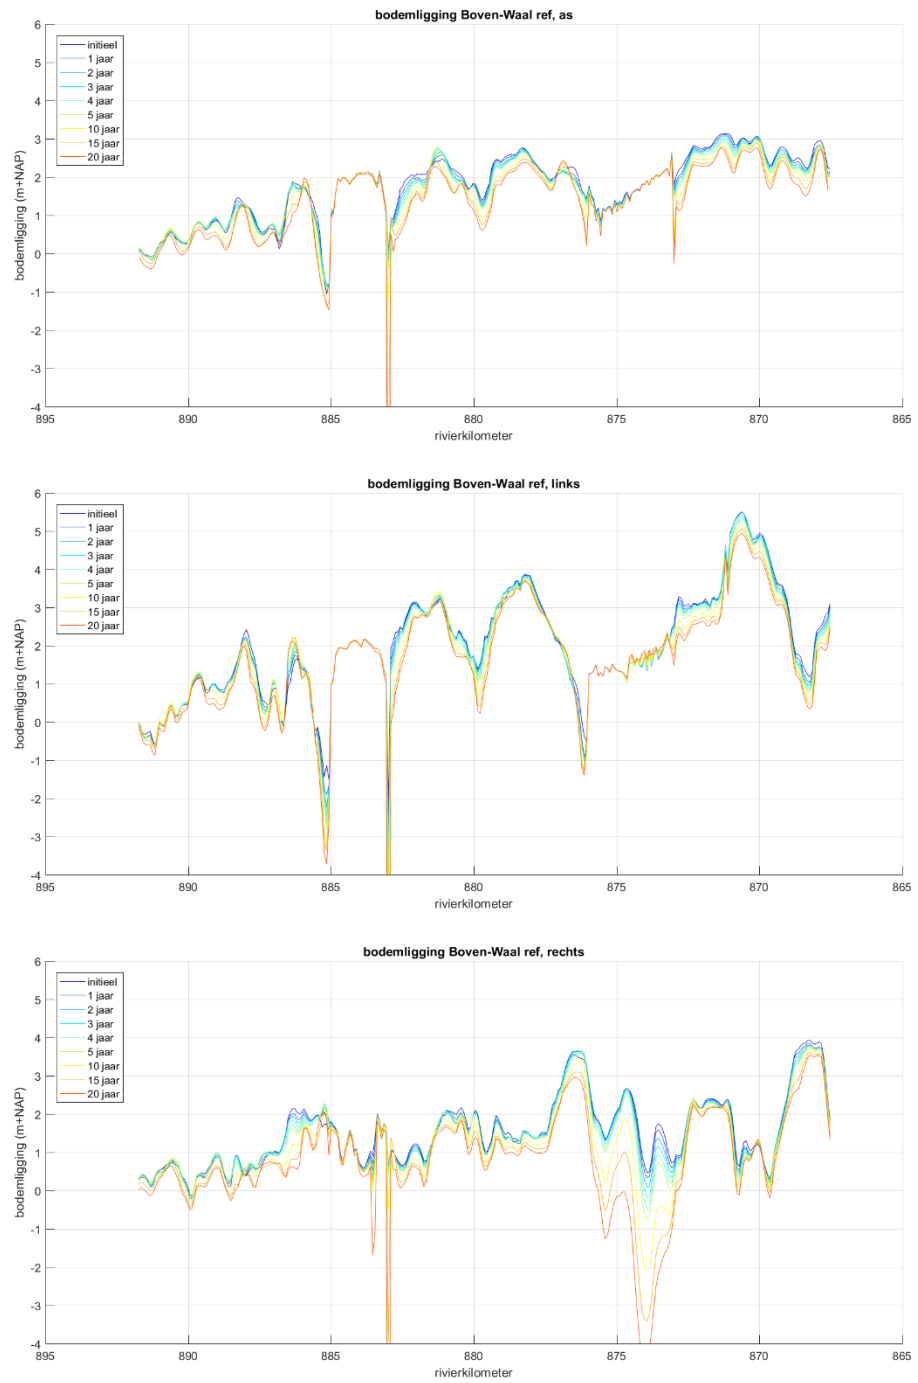 bodemligging Boven-Waal ref, as
6
5
4
3
2
1
0
-1
-2
-3
-4
bodemligging (m+NAP)
initieel
1 jaar
2 jaar
3 jaar
4 jaar
5 jaar
10 jaar
15 jaar
20 jaar
895
890
885
880
875
870
865
rivierkilometer
bodemligging Boven-Waal ref, links
6
5
4
3
2
1
0
-1
-2
-3
-4
bodemligging (m+NAP)
initieel
1 jaar
2 jaar
3 jaar
4 jaar
5 jaar
10 jaar
15 jaar
20 jaar
895
890
885
880
875
870
865
rivierkilometer
bodemligging Boven-Waal ref, rechts
6
5
4
3
2
1
0
-1
-2
-3
-4
bodemligging (m+NAP)
initieel
1 jaar
2 jaar
3 jaar
4 jaar
5 jaar
10 jaar
15 jaar
20 jaar
895
890
885
880
875
870
865
rivierkilometer